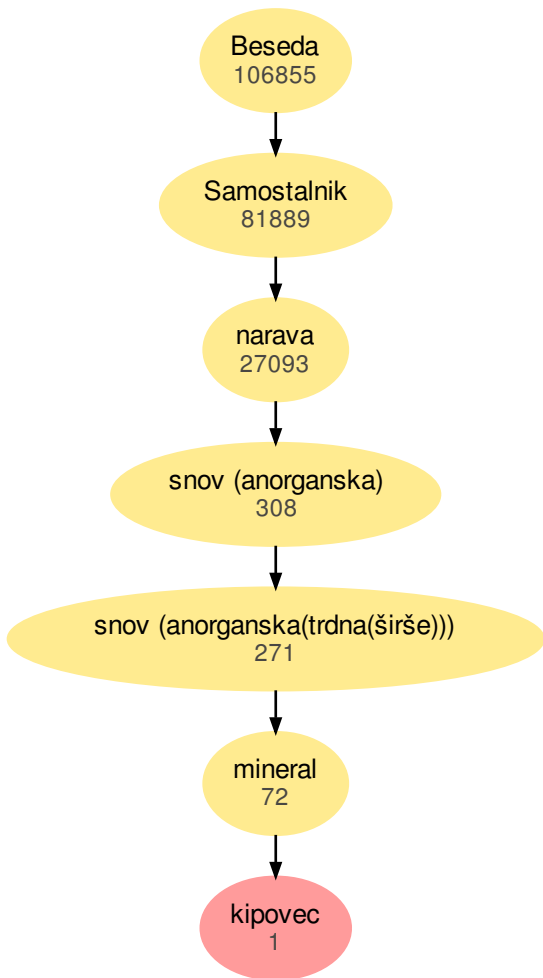 Beseda
106855
Samostalnik
81889
narava
27093
snov (anorganska)
308
snov (anorganska(trdna(širše)))
271
mineral
72
kipovec
1